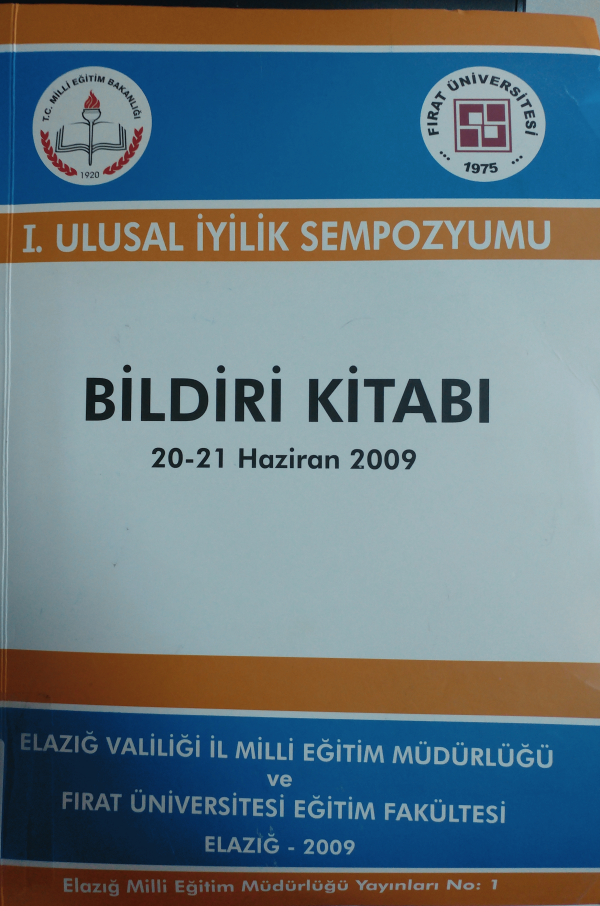 T.C. MİLLİ EĞİTİM BAKANLIĞI
1920
FIRAT ÜNİVERSİTESİ
... 1975 ...
I. ULUSAL İYİLİK SEMPOZYUMU
BİLDİRİ KİTABI
20-21 Haziran 2009
ELAZIĞ VALİLİĞİ İL MİLLİ EĞİTİM MÜDÜRLÜĞÜ
ve
FIRAT ÜNİVERSİTESİ EĞİTİM FAKÜLTESİ
ELAZIĞ - 2009
Elazığ Milli Eğitim Müdürlüğü Yayınları No: 1